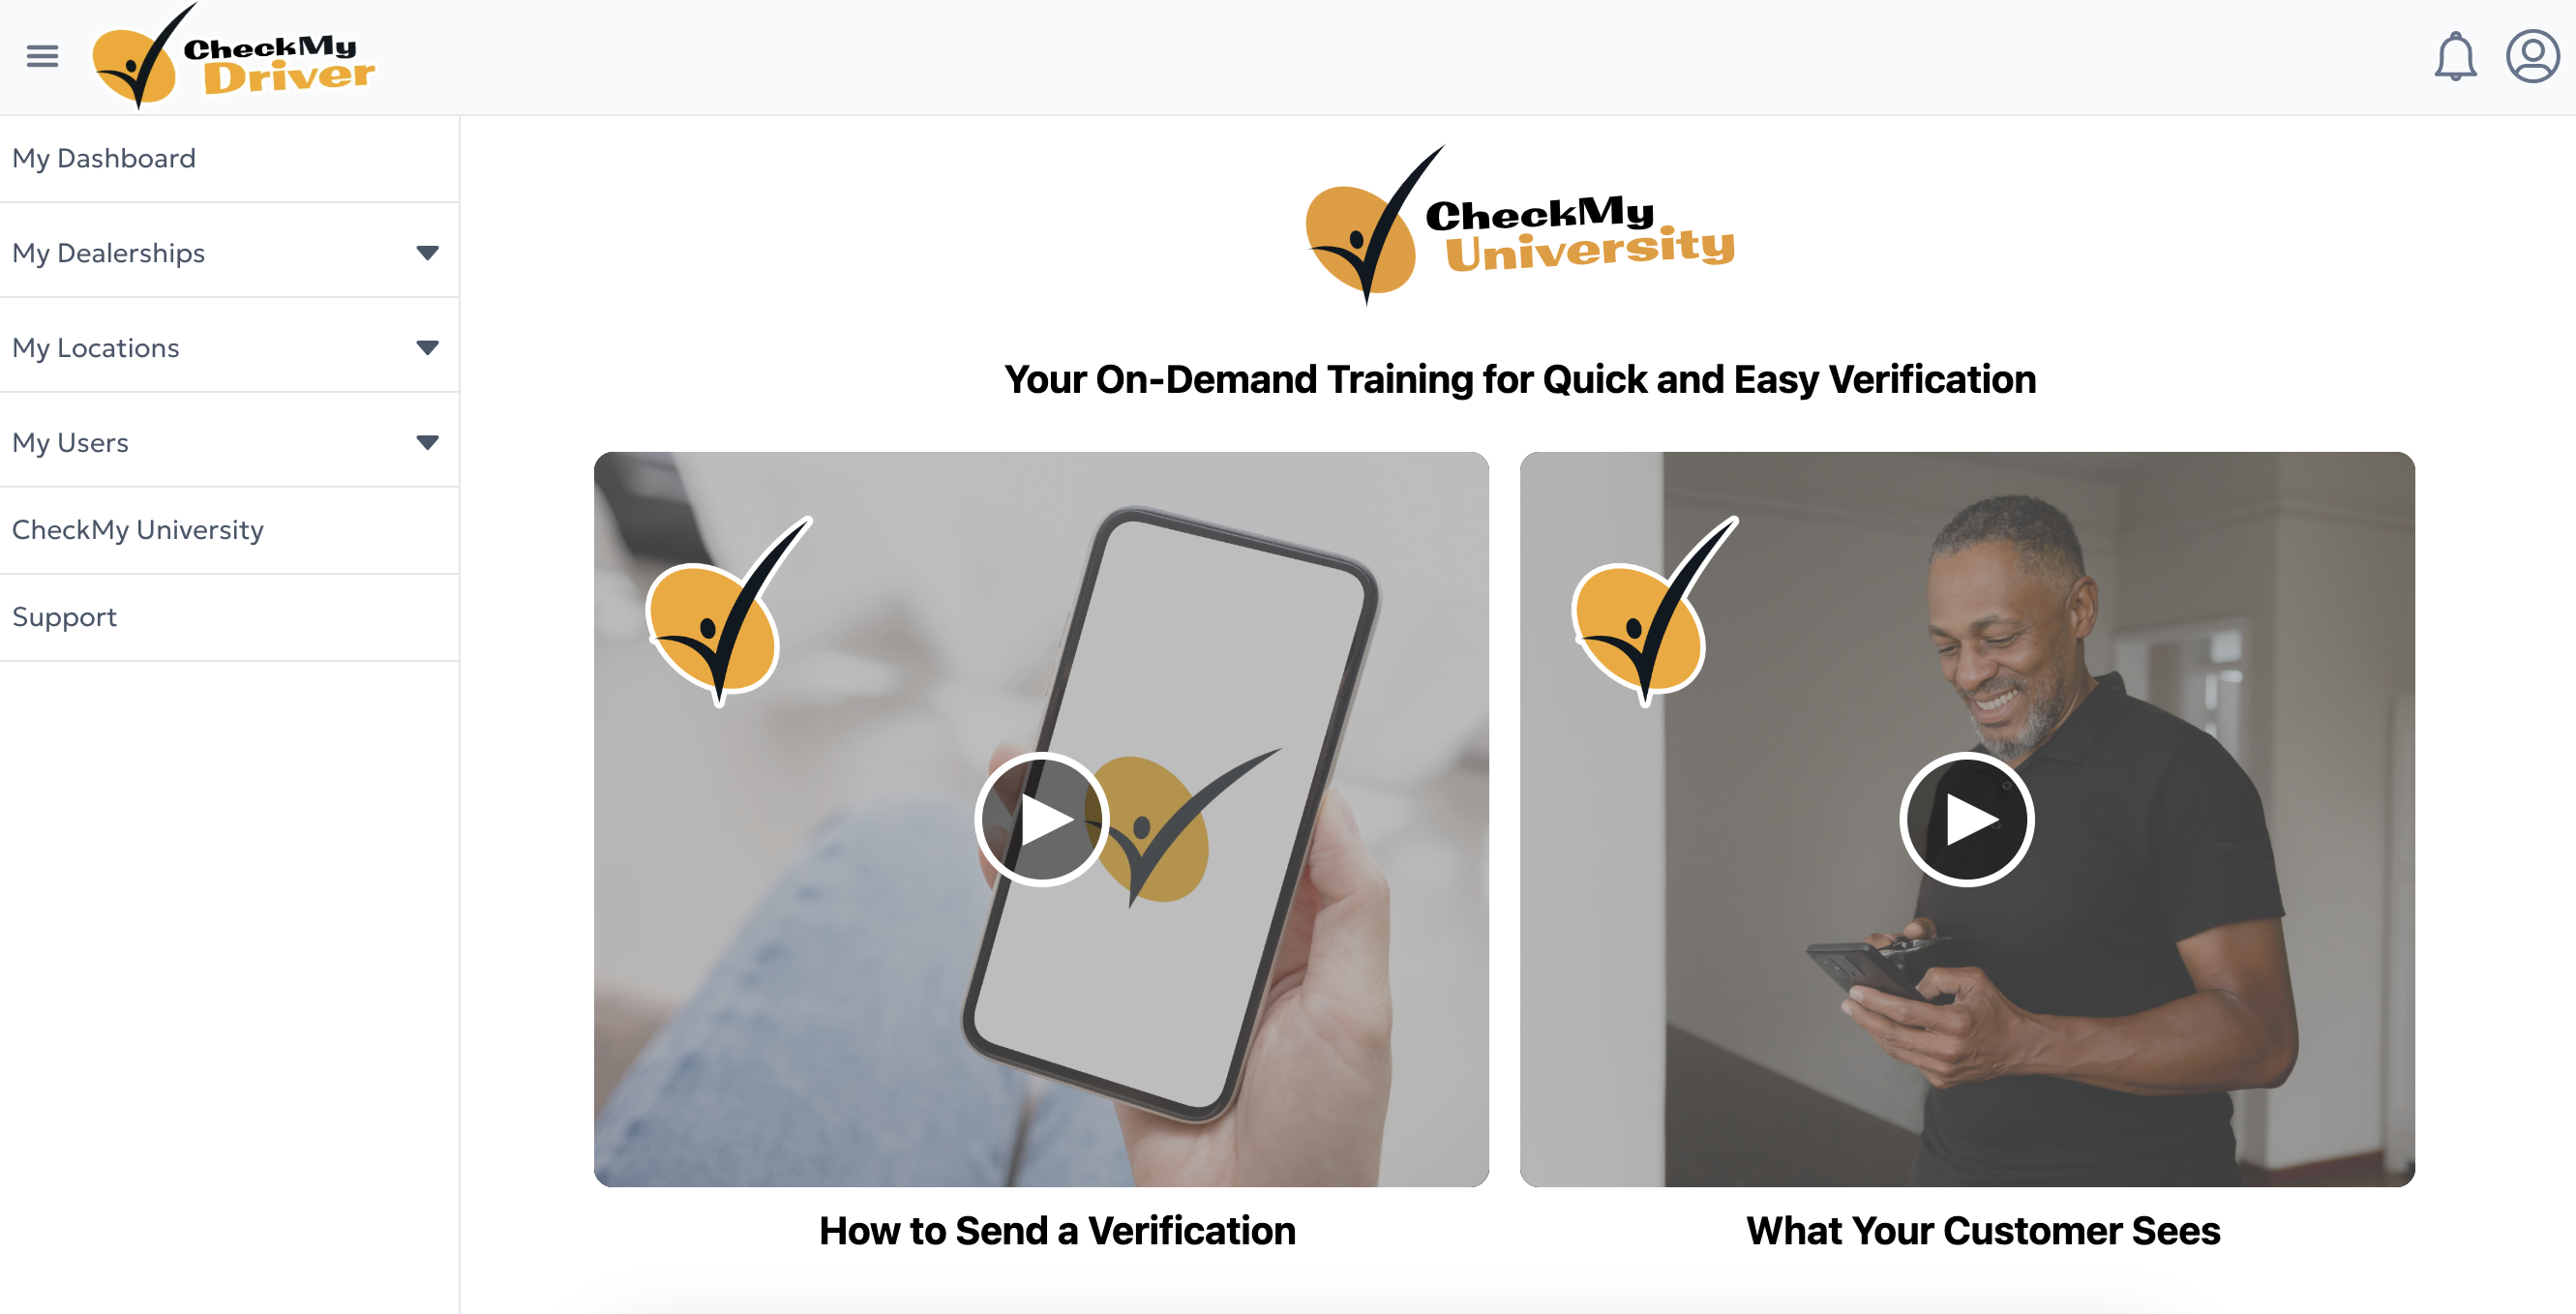 CheckMy
Driver
My Dashboard
My Dealerships
My Locations
My Users
CheckMy University
Support
CheckMy
University
Your On-Demand Training for Quick and Easy Verification
How to Send a Verification
What Your Customer Sees